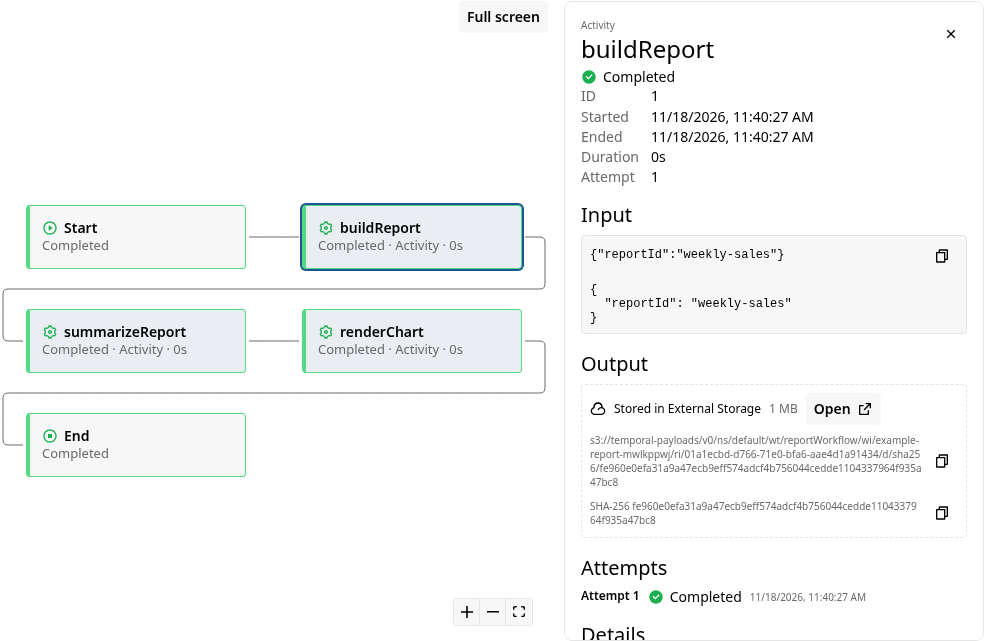 Full screen
Start
Completed
buildReport
Completed · Activity · 0s
summarizeReport
Completed · Activity · 0s
renderChart
Completed · Activity · 0s
End
Completed
Activity
buildReport
Completed
ID 1
Started 11/18/2026, 11:40:27 AM
Ended 11/18/2026, 11:40:27 AM
Duration 0s
Attempt 1
Input
{"reportId":"weekly-sales"}
{
"reportId": "weekly-sales"
}
Output
Stored in External Storage 1 MB Open
s3://temporal-payloads/v0/ns/default/wt/reportWorkflow/wi/example-
report-mwlkppwj/ri/01a1ecbd-d766-71e0-bfa6-aae4d1a91434/d/sha25
6/fe960e0efa31a9a47ecb9eff574adcf4b756044cedde1104337964f935a
47bc8
SHA-256 fe960e0efa31a9a47ecb9eff574adcf4b756044cedde11043379
64f935a47bc8
Attempts
Attempt 1 Completed 11/18/2026, 11:40:27 AM
Details